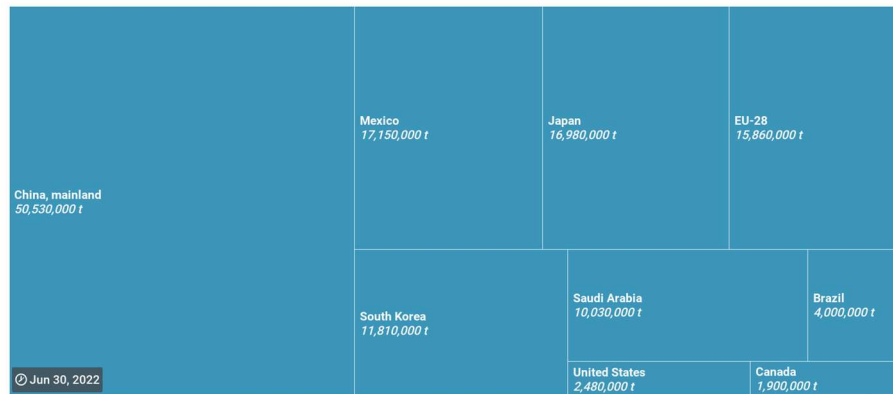 China, mainland
50,530,000 t
Mexico
17,150,000 t
Japan
16,980,000 t
EU-28
15,860,000 t
South Korea
11,810,000 t
Saudi Arabia
10,030,000 t
Brazil
4,000,000 t
United States
2,480,000 t
Canada
1,900,000 t
Jun 30, 2022